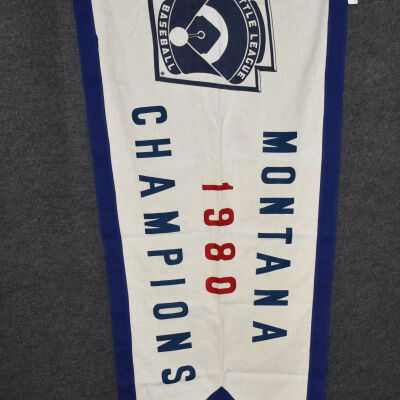 LITTLE LEAGUE
BASEBALL
®
MONTANA
1980
CHAMPIONS